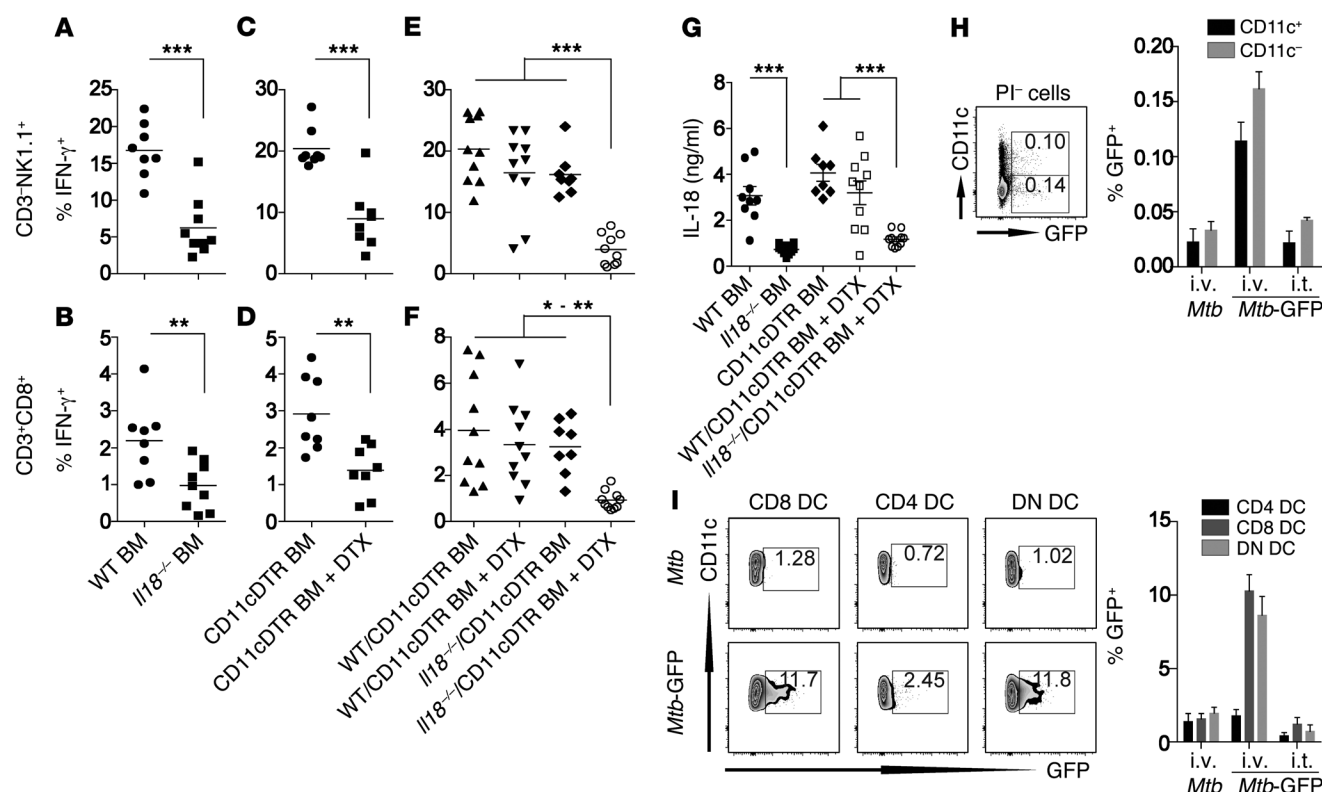 A
CD3⁻NK1.1⁺
% IFN-γ⁺
25
20
15
10
5
0
***
C
30
20
10
0
***
E
30
20
10
0
***
B
CD3⁺CD8⁺
% IFN-γ⁺
5
4
3
2
1
0
**
WT BM
Il18⁻/⁻ BM
D
5
4
3
2
1
0
**
CD11cDTR BM
CD11cDTR BM + DTX
F
8
6
4
2
0
* - **
WT/CD11cDTR BM
WT/CD11cDTR BM + DTX
Il18⁻/⁻/CD11cDTR BM
Il18⁻/⁻/CD11cDTR BM + DTX
G
IL-18 (ng/ml)
8
6
4
2
0
***
***
WT BM
Il18⁻/⁻ BM
CD11cDTR BM
WT/CD11cDTR BM + DTX
Il18⁻/⁻/CD11cDTR BM + DTX
H
PI⁻ cells
CD11c
0.10
0.14
GFP
CD11c⁺
CD11c⁻
% GFP⁺
0.20
0.15
0.10
0.05
0.00
i.v. i.v. i.t.
Mtb Mtb-GFP
I
CD8 DC CD4 DC DN DC
Mtb
CD11c
1.28 0.72 1.02
Mtb-GFP
11.7 2.45 11.8
GFP
CD4 DC
CD8 DC
DN DC
% GFP⁺
15
10
5
0
i.v. i.v. i.t.
Mtb Mtb-GFP